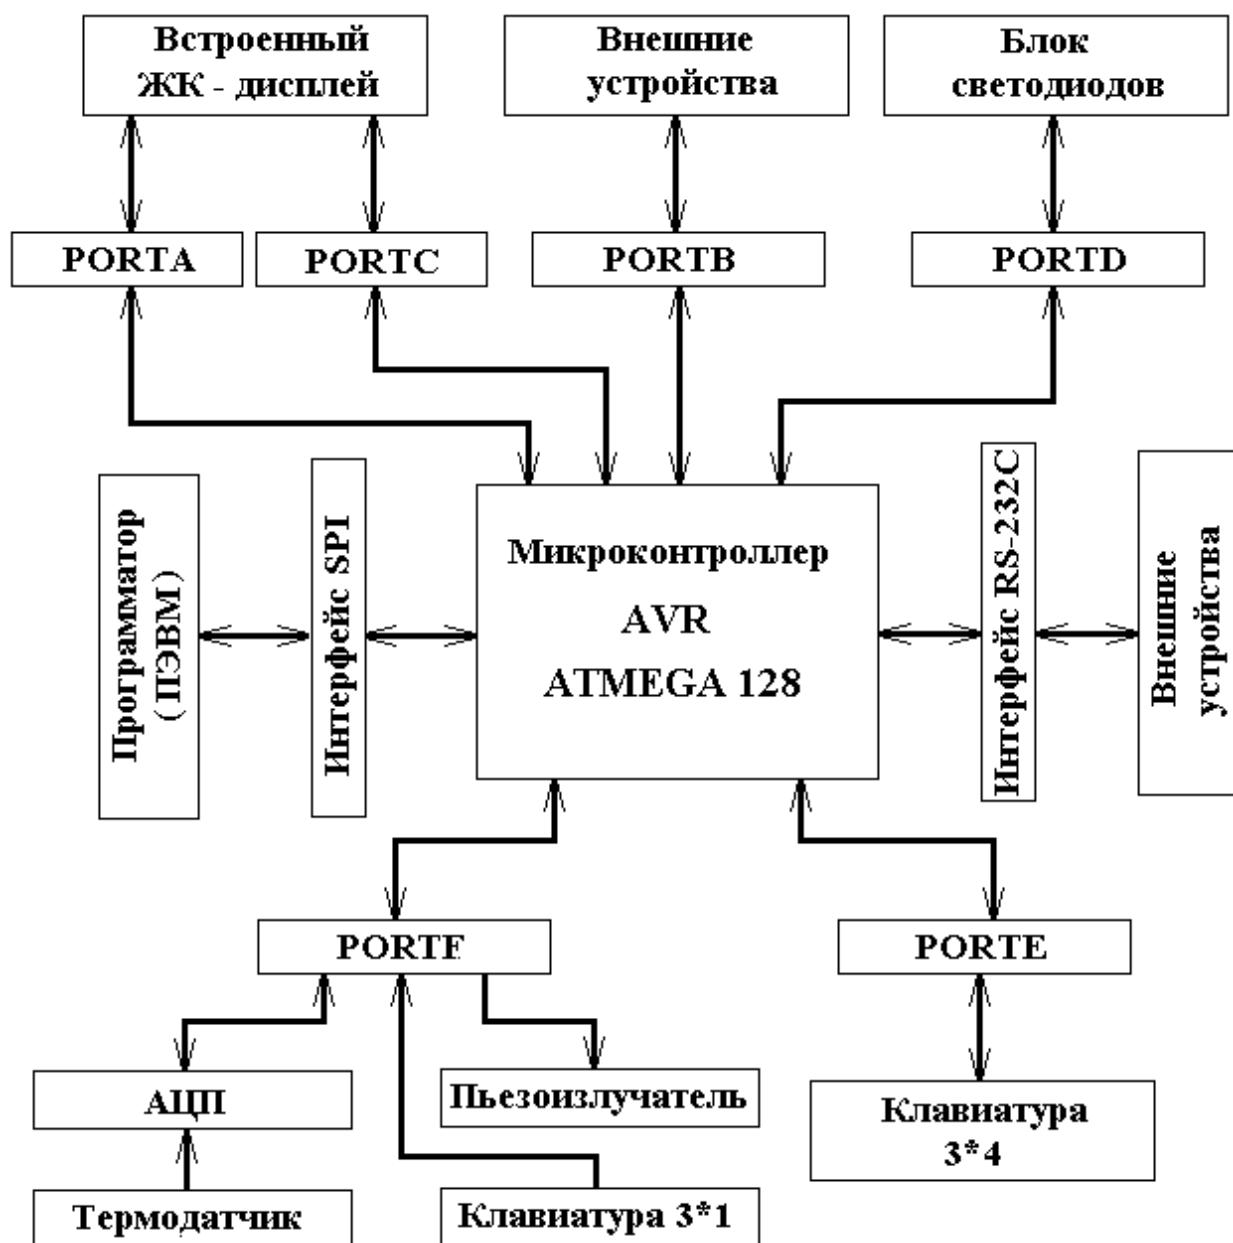 Встроенный
ЖК - дисплей
Внешние
устройства
Блок
светодиодов
PORTA
PORTC
PORTB
PORTD
Программатор
( ПЭВМ )
Интерфейс SPI
Микроконтроллер
AVR
ATMEGA 128
Интерфейс RS-232C
Внешние
устройства
PORTF
PORTE
АЦП
Пьезоизлучатель
Клавиатура
3*4
Термодатчик
Клавиатура 3*1